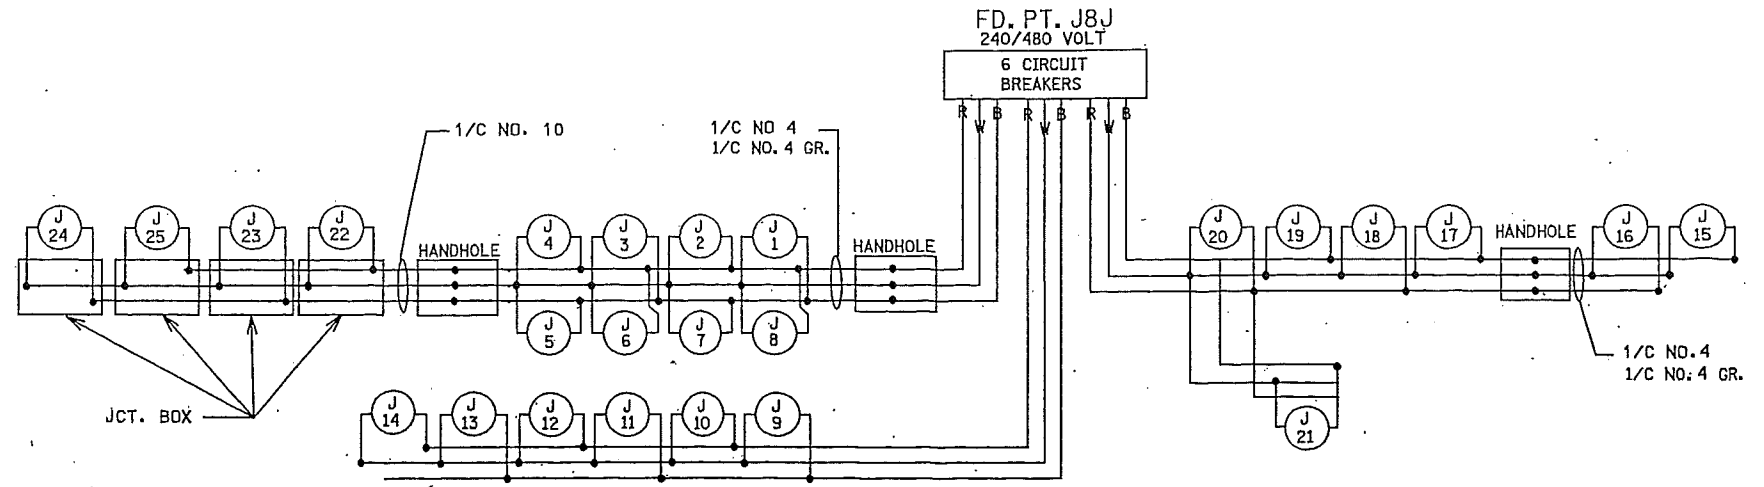 FD. PT. J8J
240/480 VOLT
6 CIRCUIT
BREAKERS
R W B R W B R W B
1/C NO. 10
1/C NO 4
1/C NO. 4 GR.
J 24
J 25
J 23
J 22
HANDHOLE
J 4
J 3
J 2
J 1
HANDHOLE
J 20
J 19
J 18
J 17
HANDHOLE
J 16
J 15
J 5
J 6
J 7
J 8
1/C NO. 4
1/C NO. 4 GR.
JCT. BOX
J 14
J 13
J 12
J 11
J 10
J 9
J 21